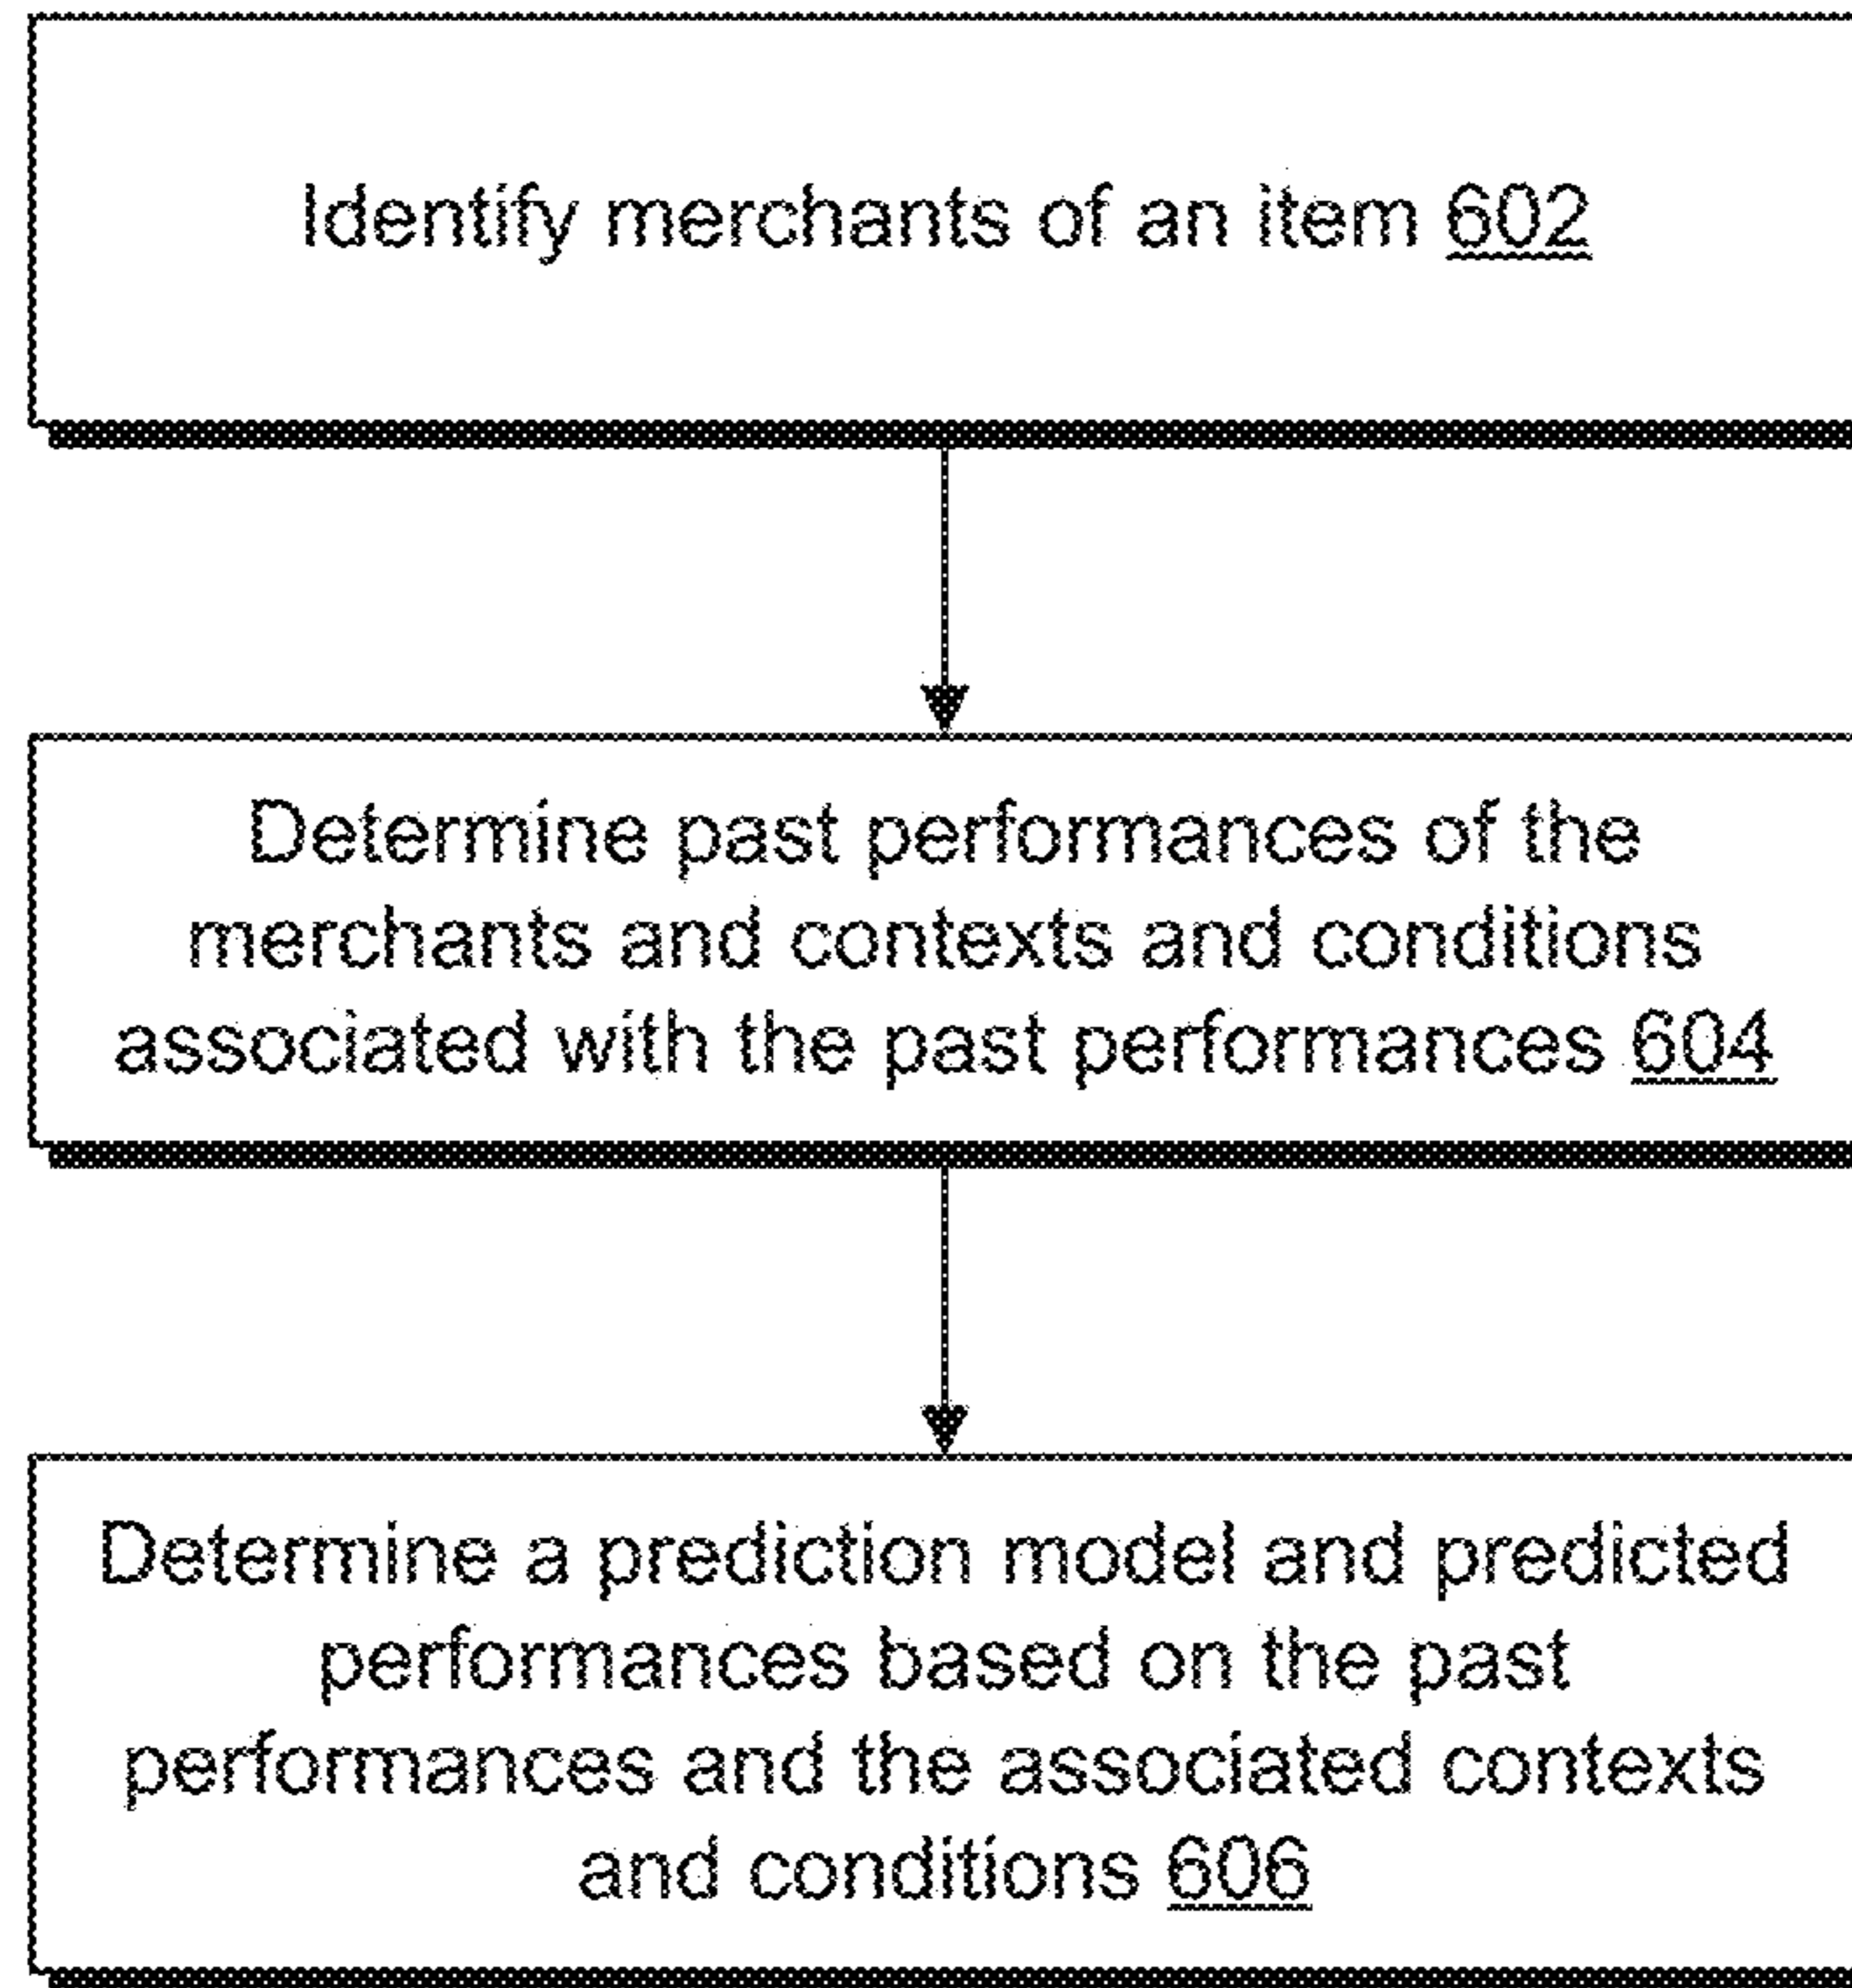 Identify merchants of an item 602
Determine past performances of the
merchants and contexts and conditions
associated with the past performances 604
Determine a prediction model and predicted
performances based on the past
performances and the associated contexts
and conditions 606